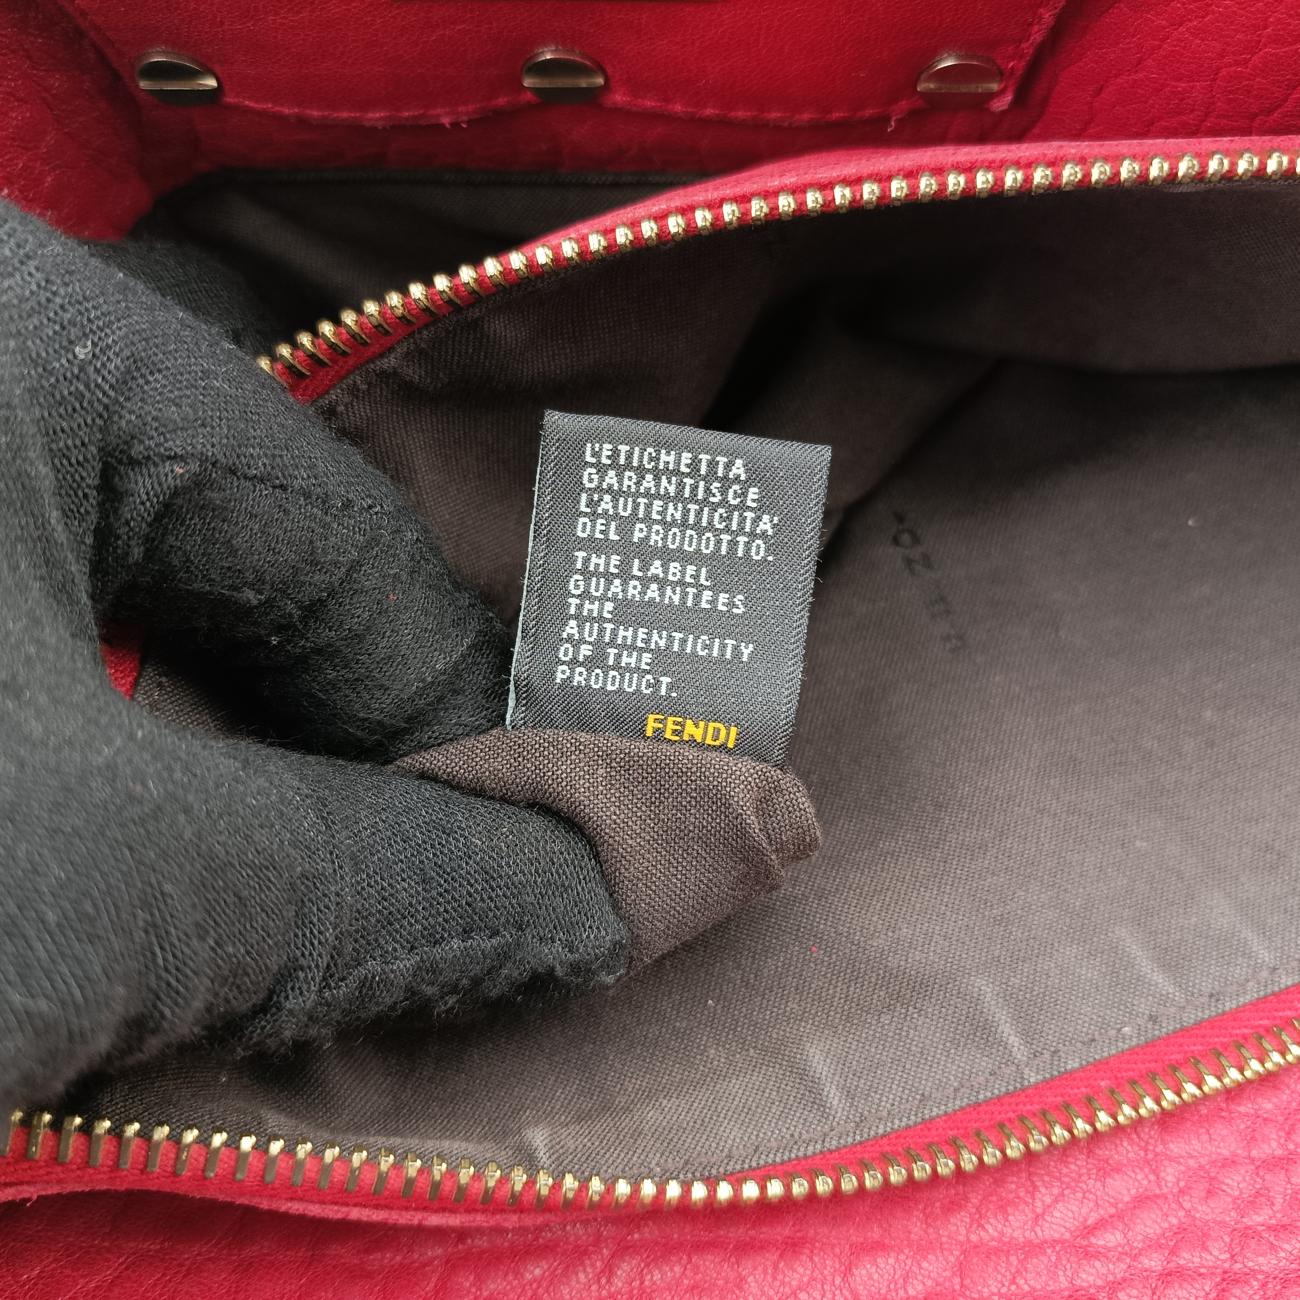 L'ETICHETTA
GARANTISCE
L'AUTENTICITA'
DEL PRODOTTO.
THE LABEL
GUARANTEES
THE
AUTHENTICITY
OF THE
PRODUCT.
FENDI